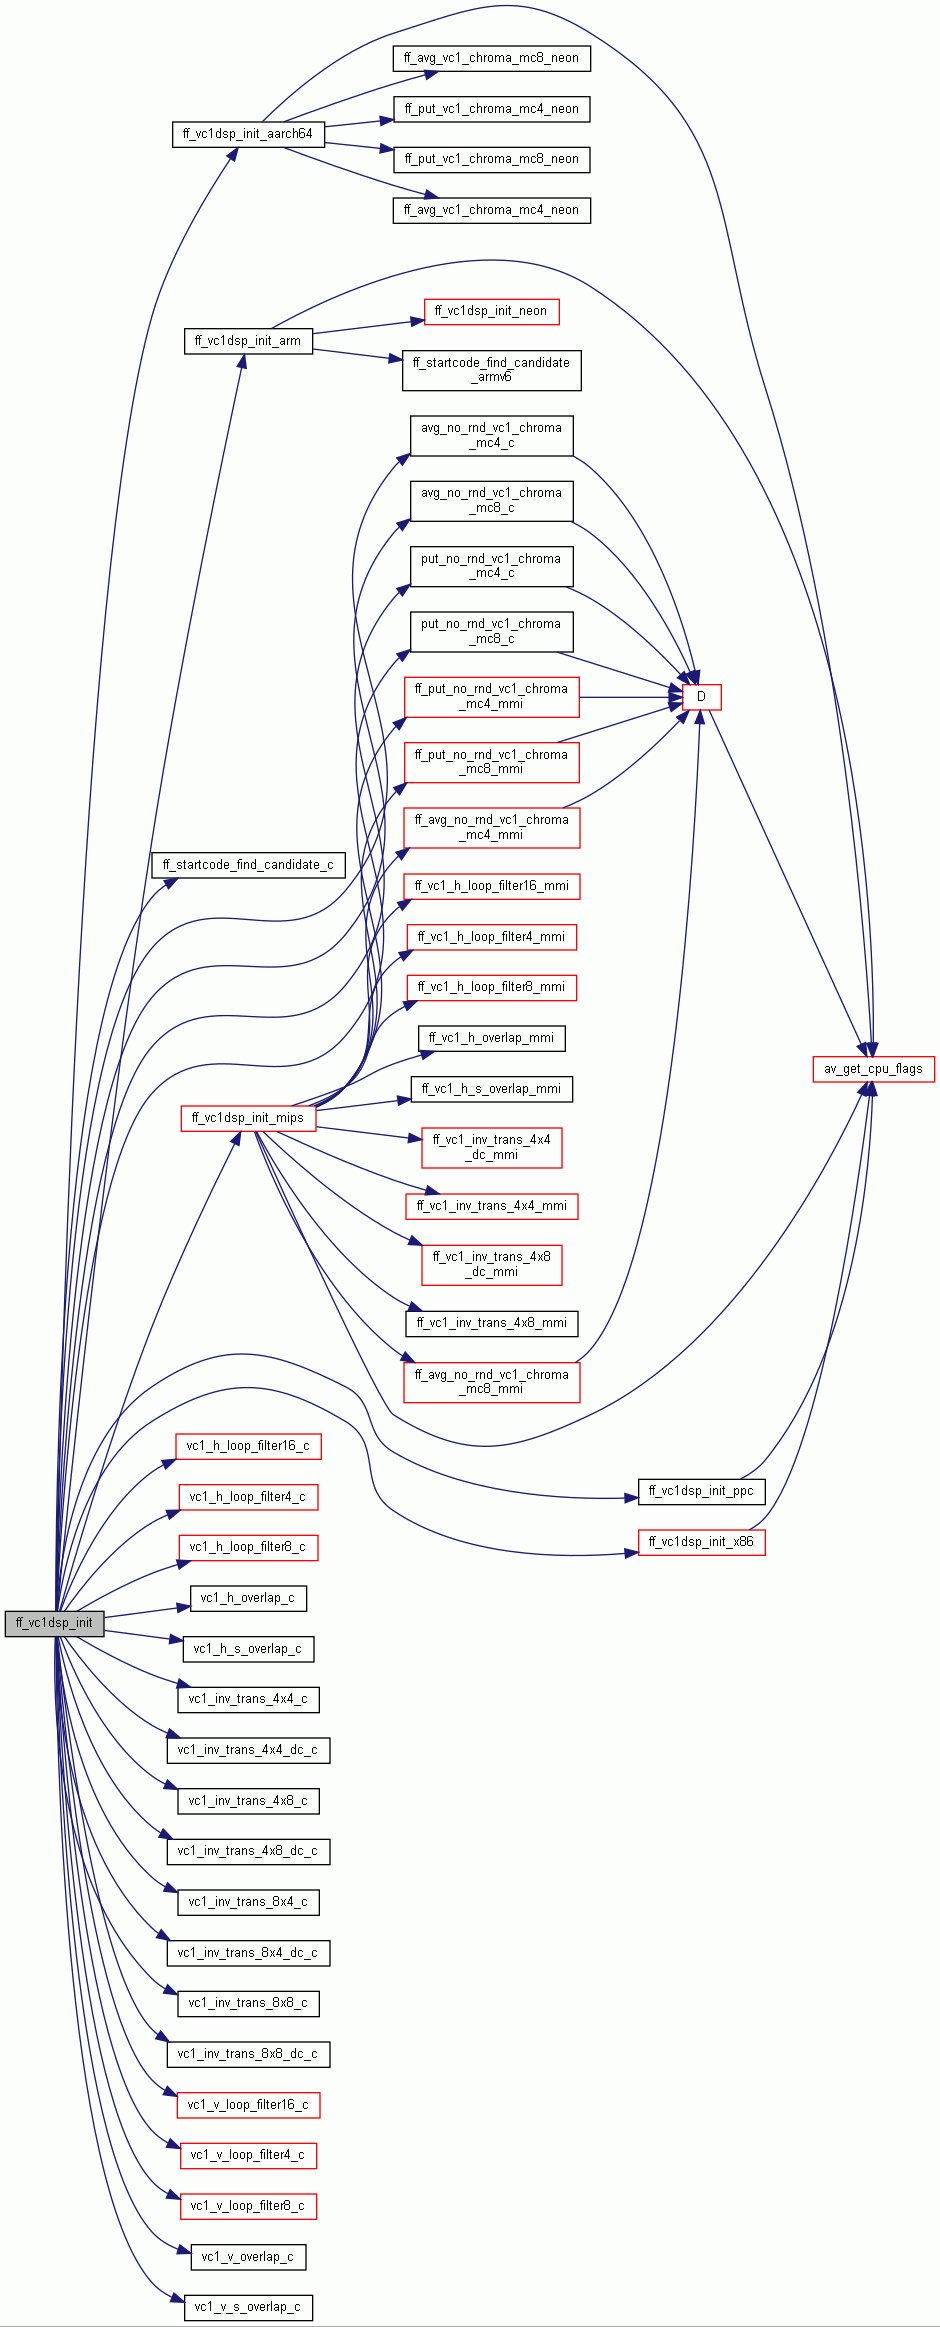 ff_avg_vc1_chroma_mc8_neon
ff_put_vc1_chroma_mc4_neon
ff_vc1dsp_init_aarch64
ff_put_vc1_chroma_mc8_neon
ff_avg_vc1_chroma_mc4_neon
ff_vc1dsp_init_neon
ff_vc1dsp_init_arm
ff_startcode_find_candidate
_armv6
avg_no_rnd_vc1_chroma
_mc4_c
avg_no_rnd_vc1_chroma
_mc8_c
put_no_rnd_vc1_chroma
_mc4_c
put_no_rnd_vc1_chroma
_mc8_c
ff_put_no_rnd_vc1_chroma
_mc4_mmi
D
ff_put_no_rnd_vc1_chroma
_mc8_mmi
ff_avg_no_rnd_vc1_chroma
_mc4_mmi
ff_startcode_find_candidate_c
ff_vc1_h_loop_filter16_mmi
ff_vc1_h_loop_filter4_mmi
ff_vc1_h_loop_filter8_mmi
ff_vc1_h_overlap_mmi
av_get_cpu_flags
ff_vc1_h_s_overlap_mmi
ff_vc1dsp_init_mips
ff_vc1_inv_trans_4x4
_dc_mmi
ff_vc1_inv_trans_4x4_mmi
ff_vc1_inv_trans_4x8
_dc_mmi
ff_vc1_inv_trans_4x8_mmi
ff_avg_no_rnd_vc1_chroma
_mc8_mmi
vc1_h_loop_filter16_c
ff_vc1dsp_init_ppc
vc1_h_loop_filter4_c
ff_vc1dsp_init_x86
vc1_h_loop_filter8_c
vc1_h_overlap_c
ff_vc1dsp_init
vc1_h_s_overlap_c
vc1_inv_trans_4x4_c
vc1_inv_trans_4x4_dc_c
vc1_inv_trans_4x8_c
vc1_inv_trans_4x8_dc_c
vc1_inv_trans_8x4_c
vc1_inv_trans_8x4_dc_c
vc1_inv_trans_8x8_c
vc1_inv_trans_8x8_dc_c
vc1_v_loop_filter16_c
vc1_v_loop_filter4_c
vc1_v_loop_filter8_c
vc1_v_overlap_c
vc1_v_s_overlap_c